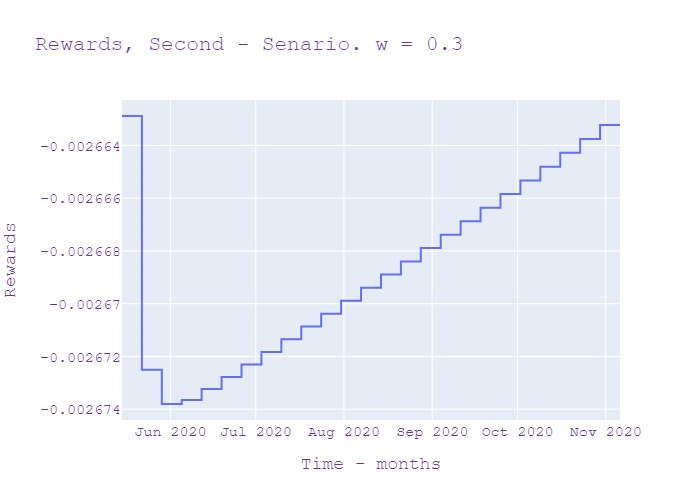 Rewards, Second - Senario. w = 0.3
Rewards
−0.002664
−0.002666
−0.002668
−0.00267
−0.002672
−0.002674
Jun 2020 Jul 2020 Aug 2020 Sep 2020 Oct 2020 Nov 2020
Time - months